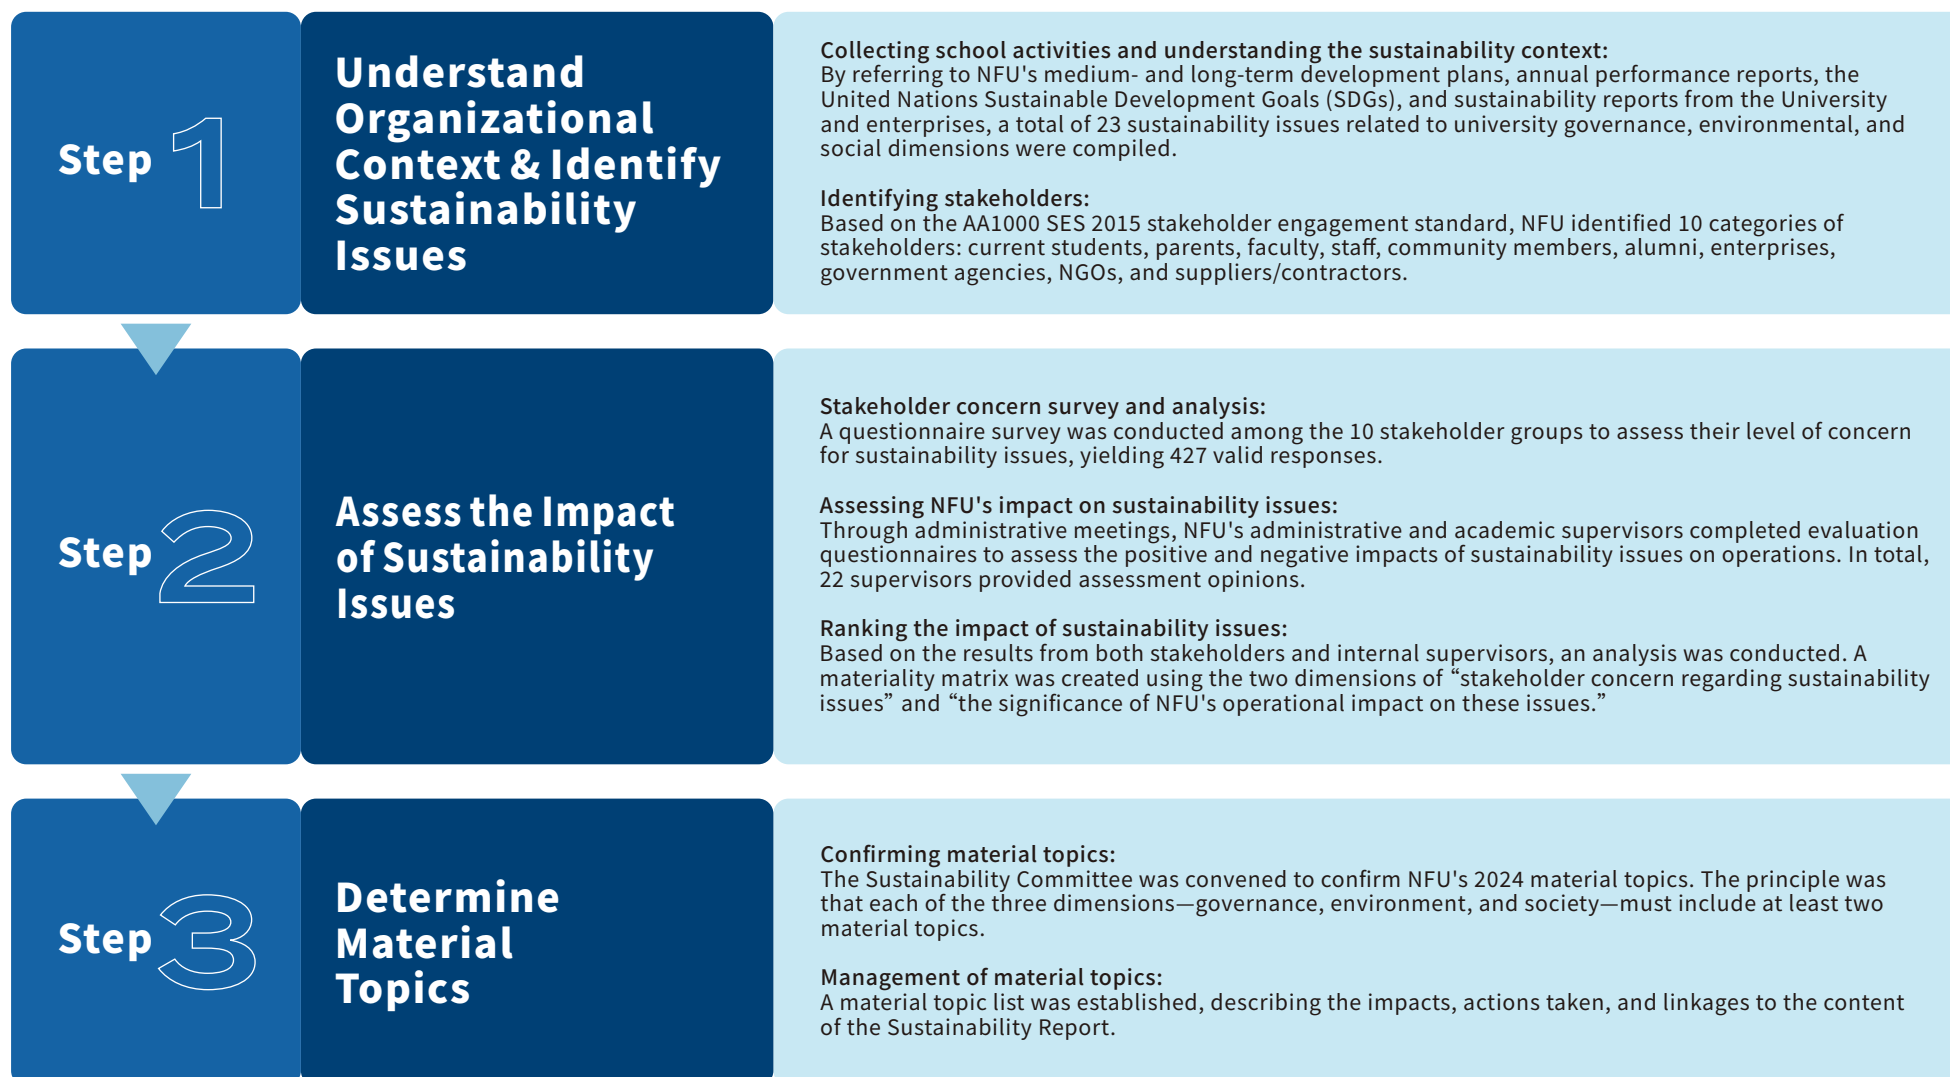 Step 1
Understand
Organizational
Context & Identify
Sustainability
Issues
Collecting school activities and understanding the sustainability context:
By referring to NFU's medium- and long-term development plans, annual performance reports, the
United Nations Sustainable Development Goals (SDGs), and sustainability reports from the University
and enterprises, a total of 23 sustainability issues related to university governance, environmental, and
social dimensions were compiled.
Identifying stakeholders:
Based on the AA1000 SES 2015 stakeholder engagement standard, NFU identified 10 categories of
stakeholders: current students, parents, faculty, staff, community members, alumni, enterprises,
government agencies, NGOs, and suppliers/contractors.
Step 2
Assess the Impact
of Sustainability
Issues
Stakeholder concern survey and analysis:
A questionnaire survey was conducted among the 10 stakeholder groups to assess their level of concern
for sustainability issues, yielding 427 valid responses.
Assessing NFU's impact on sustainability issues:
Through administrative meetings, NFU's administrative and academic supervisors completed evaluation
questionnaires to assess the positive and negative impacts of sustainability issues on operations. In total,
22 supervisors provided assessment opinions.
Ranking the impact of sustainability issues:
Based on the results from both stakeholders and internal supervisors, an analysis was conducted. A
materiality matrix was created using the two dimensions of “stakeholder concern regarding sustainability
issues” and “the significance of NFU's operational impact on these issues.”
Step 3
Determine
Material
Topics
Confirming material topics:
The Sustainability Committee was convened to confirm NFU's 2024 material topics. The principle was
that each of the three dimensions—governance, environment, and society—must include at least two
material topics.
Management of material topics:
A material topic list was established, describing the impacts, actions taken, and linkages to the content
of the Sustainability Report.